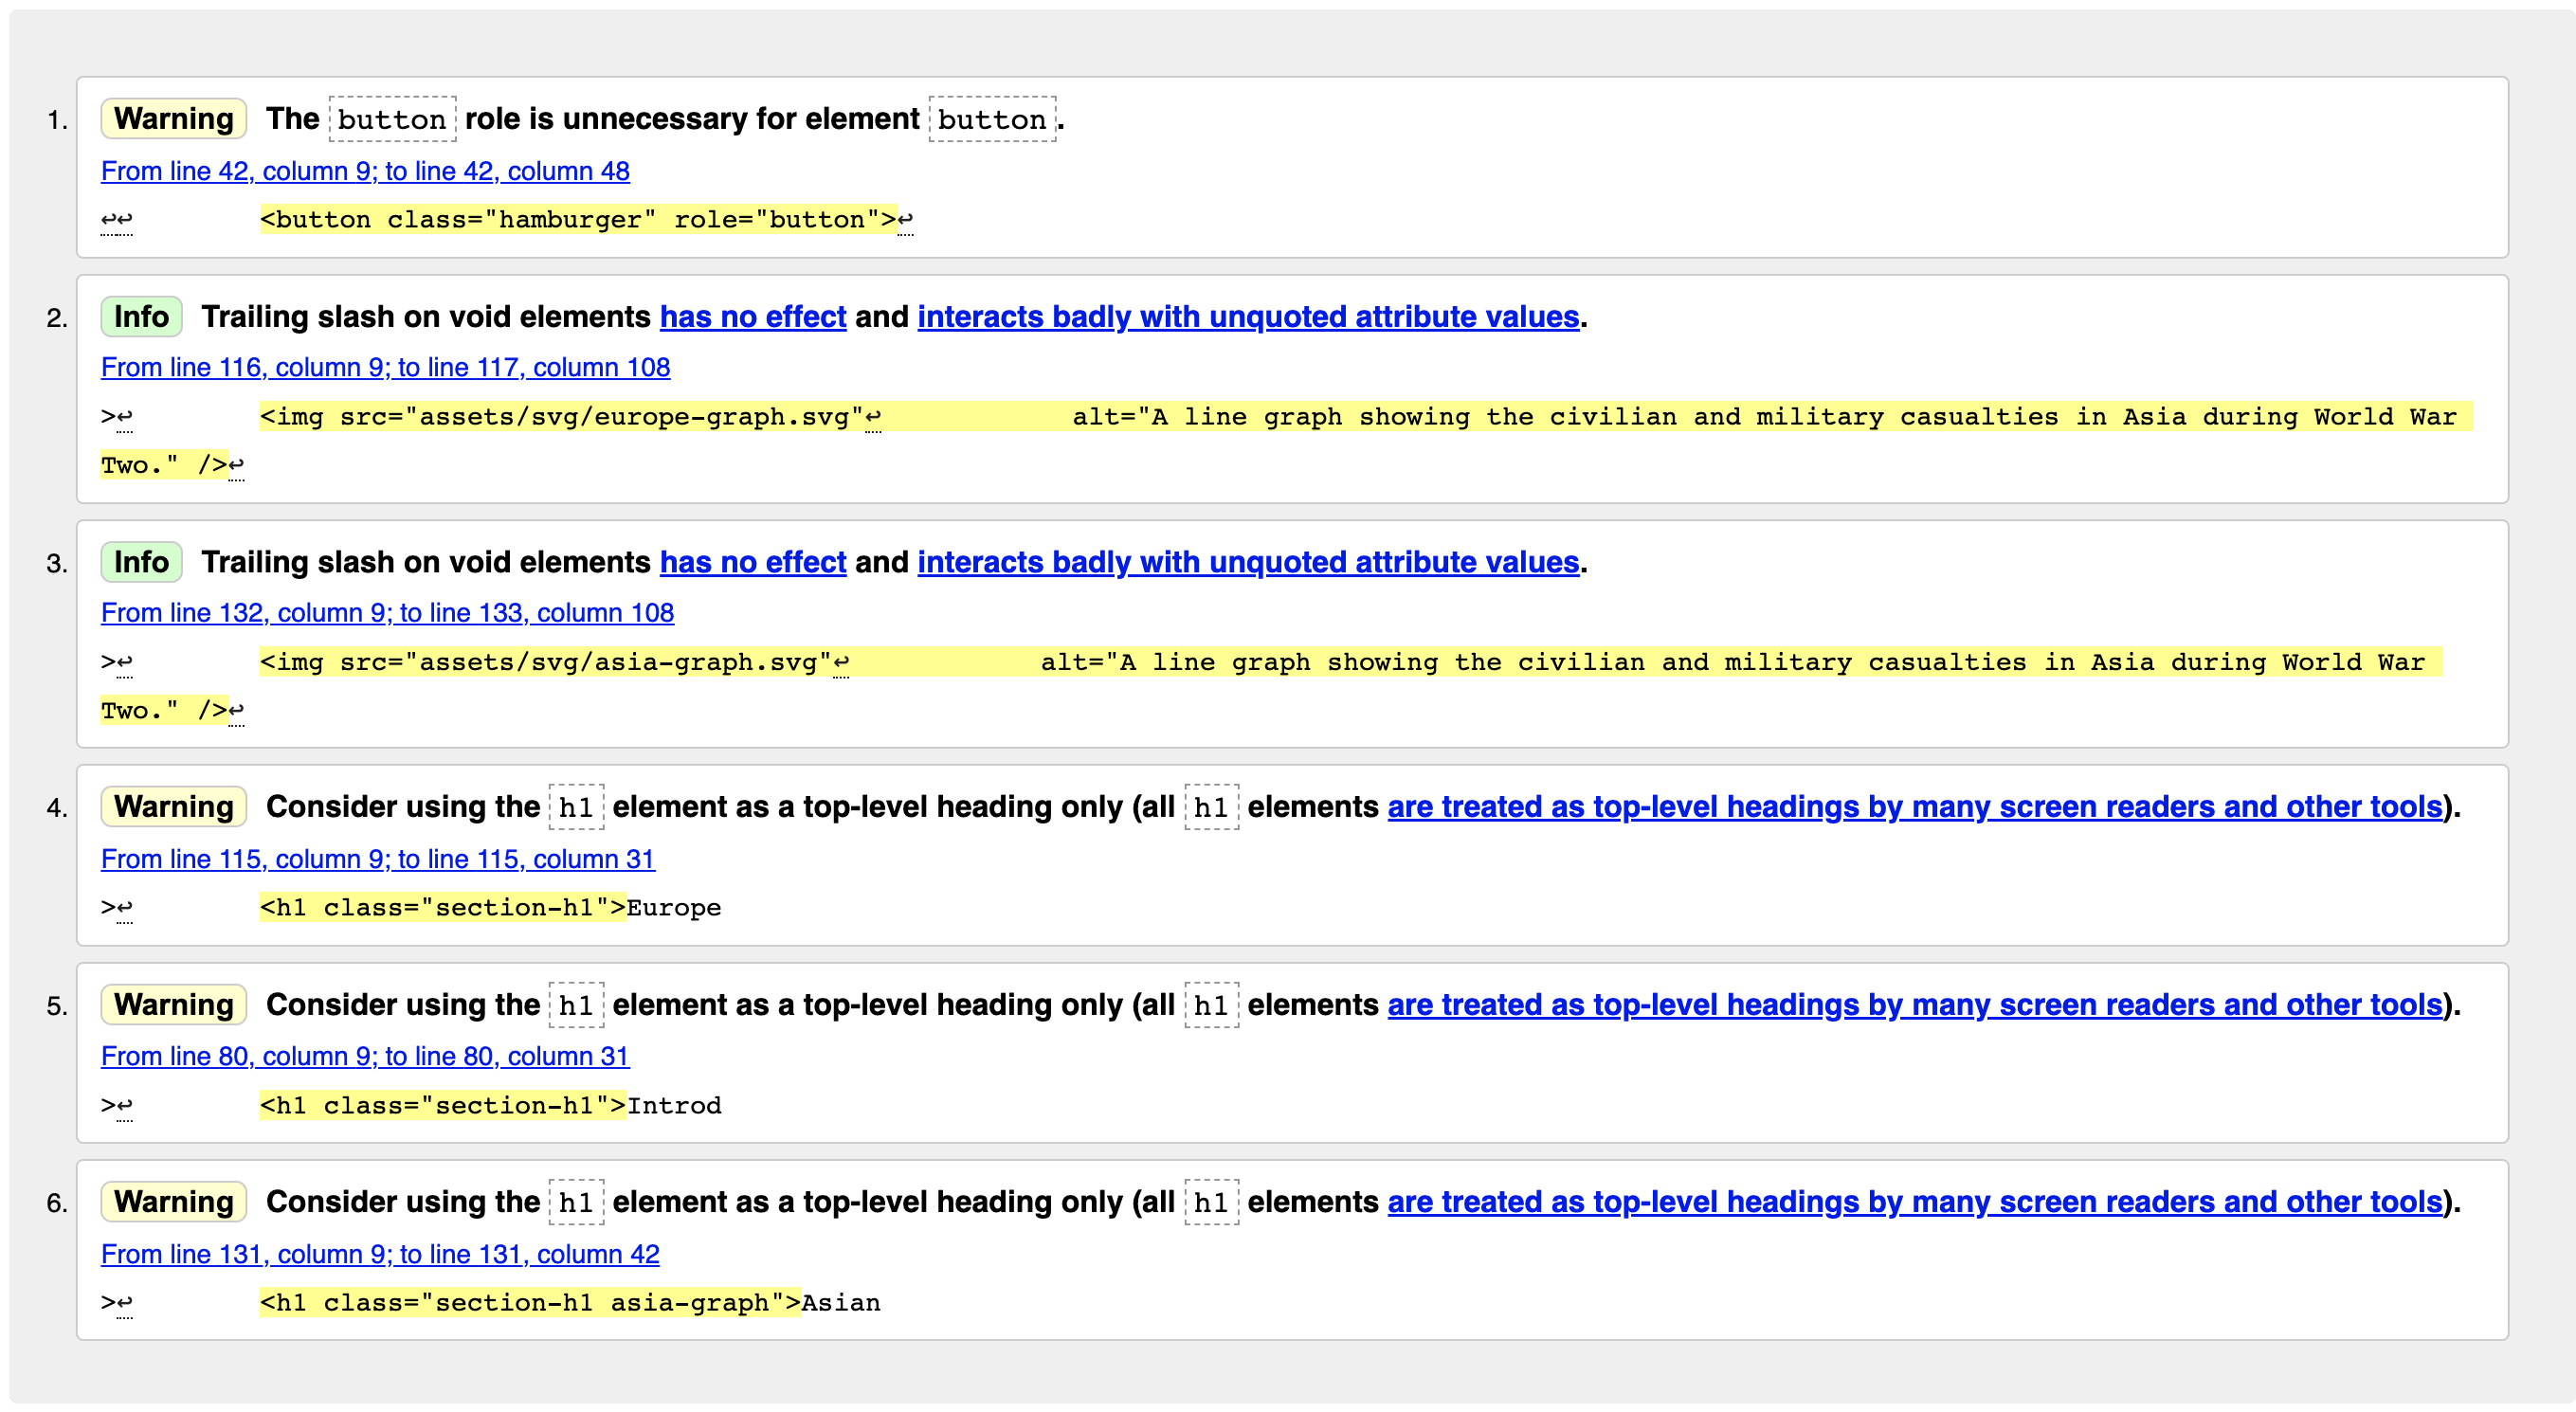 1. Warning The button role is unnecessary for element button.
From line 42, column 9; to line 42, column 48
↩↩        <button class="hamburger" role="button">↩
2. Info Trailing slash on void elements has no effect and interacts badly with unquoted attribute values.
From line 116, column 9; to line 117, column 108
>↩        <img src="assets/svg/europe-graph.svg"↩            alt="A line graph showing the civilian and military casualties in Asia during World War
Two." />↩
3. Info Trailing slash on void elements has no effect and interacts badly with unquoted attribute values.
From line 132, column 9; to line 133, column 108
>↩        <img src="assets/svg/asia-graph.svg"↩            alt="A line graph showing the civilian and military casualties in Asia during World War
Two." />↩
4. Warning Consider using the h1 element as a top-level heading only (all h1 elements are treated as top-level headings by many screen readers and other tools).
From line 115, column 9; to line 115, column 31
>↩        <h1 class="section-h1">Europe
5. Warning Consider using the h1 element as a top-level heading only (all h1 elements are treated as top-level headings by many screen readers and other tools).
From line 80, column 9; to line 80, column 31
>↩        <h1 class="section-h1">Introd
6. Warning Consider using the h1 element as a top-level heading only (all h1 elements are treated as top-level headings by many screen readers and other tools).
From line 131, column 9; to line 131, column 42
>↩        <h1 class="section-h1 asia-graph">Asian